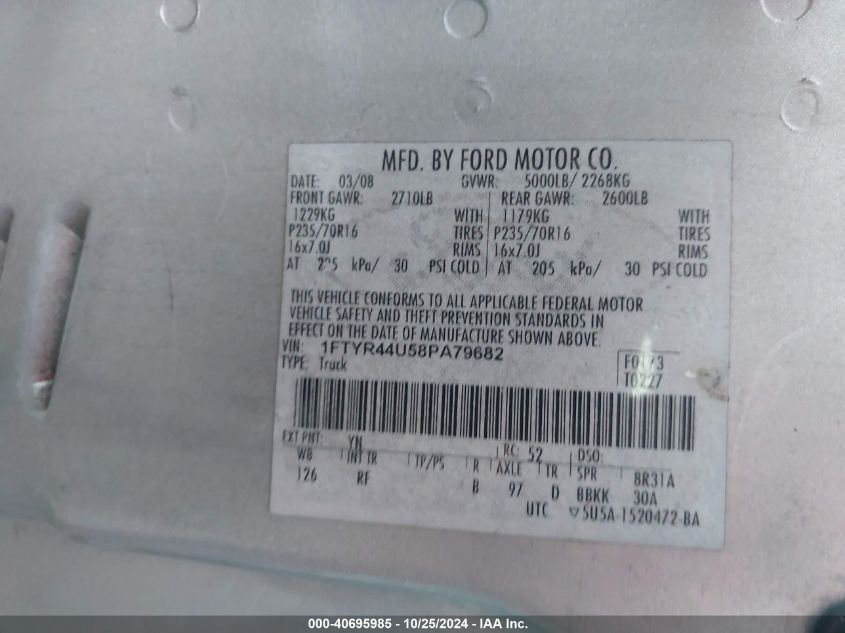 MFD. BY FORD MOTOR CO.
DATE: 03/08 GVWR: 5000LB/ 2268KG
FRONT GAWR: 2710LB REAR GAWR: 2600LB
1229KG WITH 1179KG WITH
P235/70R16 TIRES P235/70R16 TIRES
16x7.0J RIMS 16x7.0J RIMS
AT kPa/ 30 PSI COLD AT 205 kPa/ 30 PSI COLD
THIS VEHICLE CONFORMS TO ALL APPLICABLE FEDERAL MOTOR
VEHICLE SAFETY AND THEFT PREVENTION STANDARDS IN
EFFECT ON THE DATE OF MANUFACTURE SHOWN ABOVE.
VIN: 1FTYR44U58PA79682
TYPE: Truck
T0227
EXT PNT: YN RC: 52 DSO:
WB INT TR TP/PS R AXLE TR SPR 8R31A
126 RF B 97 D BBKK 30A
UTC ▽5U5A-1520472-BA
000-40695985 - 10/25/2024 - IAA Inc.